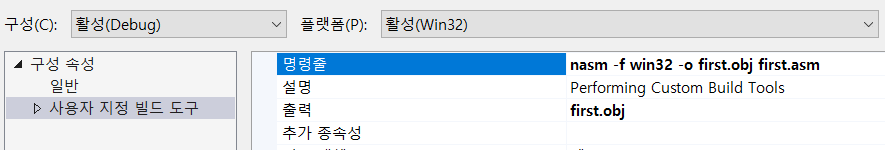 구성(C): 활성(Debug) 플랫폼(P): 활성(Win32)
구성 속성
일반
사용자 지정 빌드 도구
명령줄 nasm -f win32 -o first.obj first.asm
설명 Performing Custom Build Tools
출력 first.obj
추가 종속성